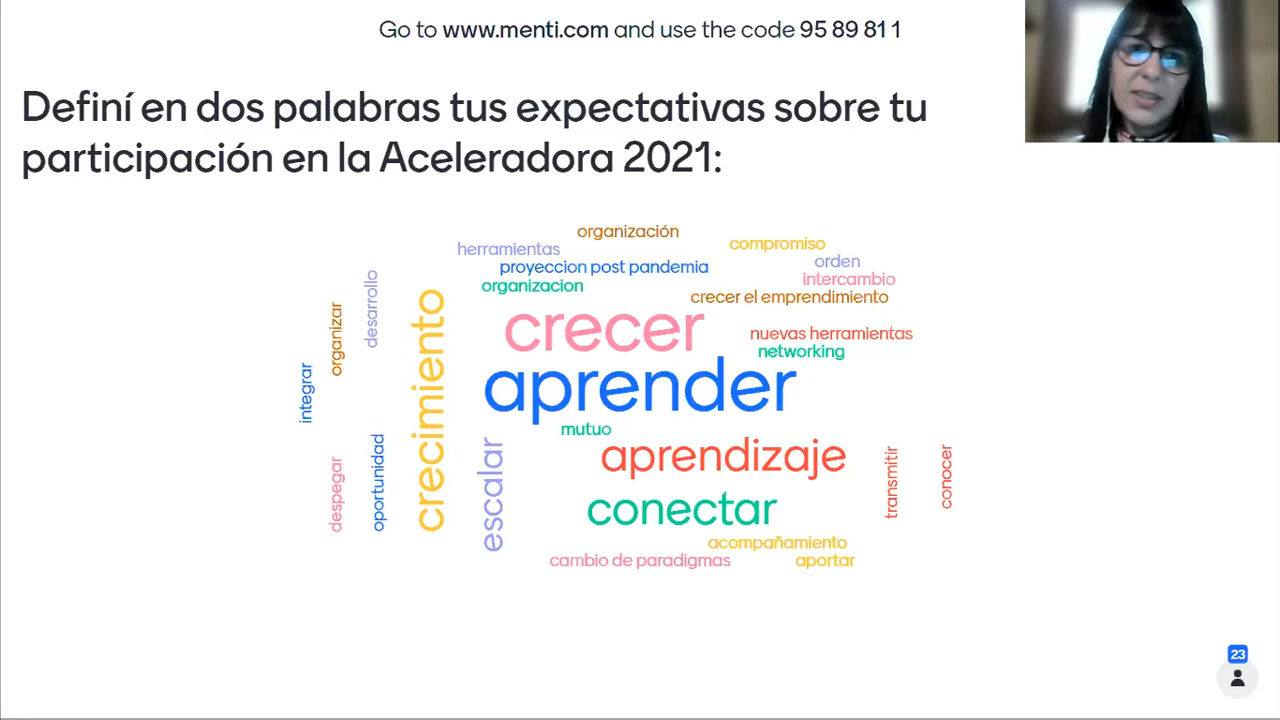 Go to www.menti.com and use the code 95 89 81 1
Definí en dos palabras tus expectativas sobre tu
participación en la Aceleradora 2021:
organización
herramientas
compromiso
proyeccion post pandemia
orden
organizacion
intercambio
crecer el emprendimiento
desarrollo
organizar
integrar
crecimiento
crecer
nuevas herramientas
networking
aprender
mutuo
despegar
oportunidad
escalar
aprendizaje
transmitir
conocer
conectar
acompañamiento
cambio de paradigmas
aportar
23